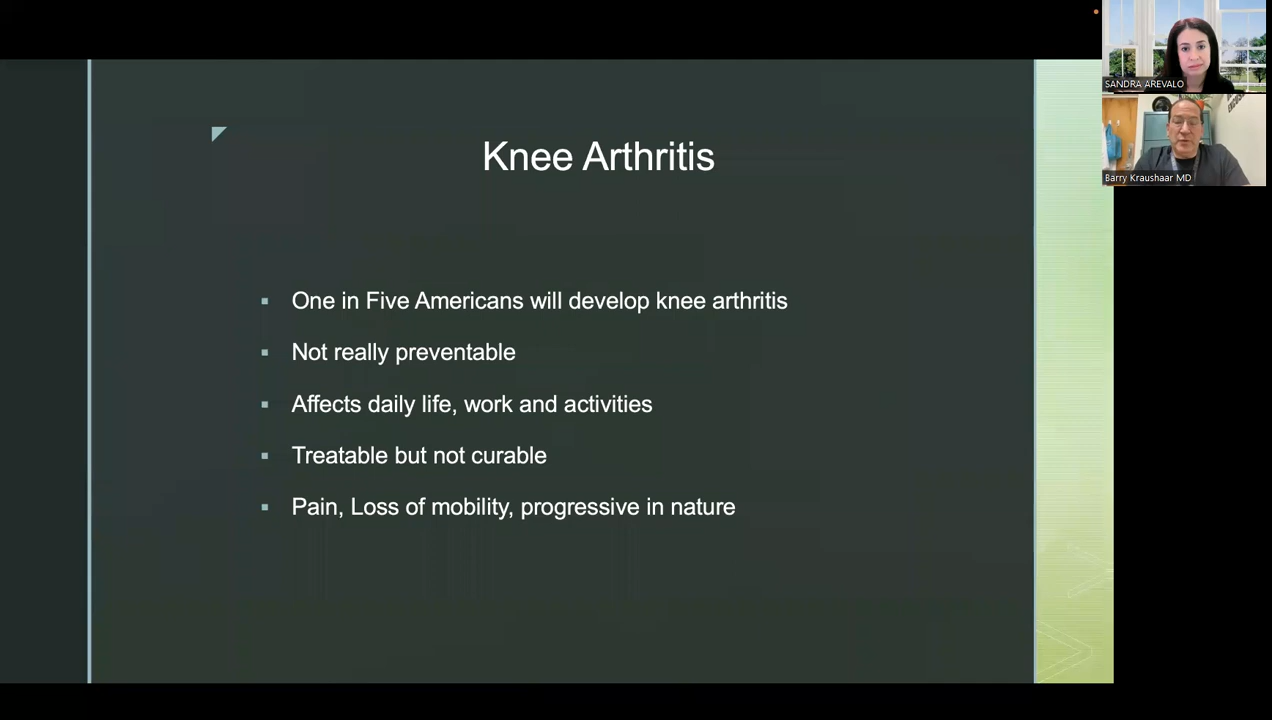 SANDRA AREVALO
Barry Kraushaar MD
Knee Arthritis
▪ One in Five Americans will develop knee arthritis
▪ Not really preventable
▪ Affects daily life, work and activities
▪ Treatable but not curable
▪ Pain, Loss of mobility, progressive in nature